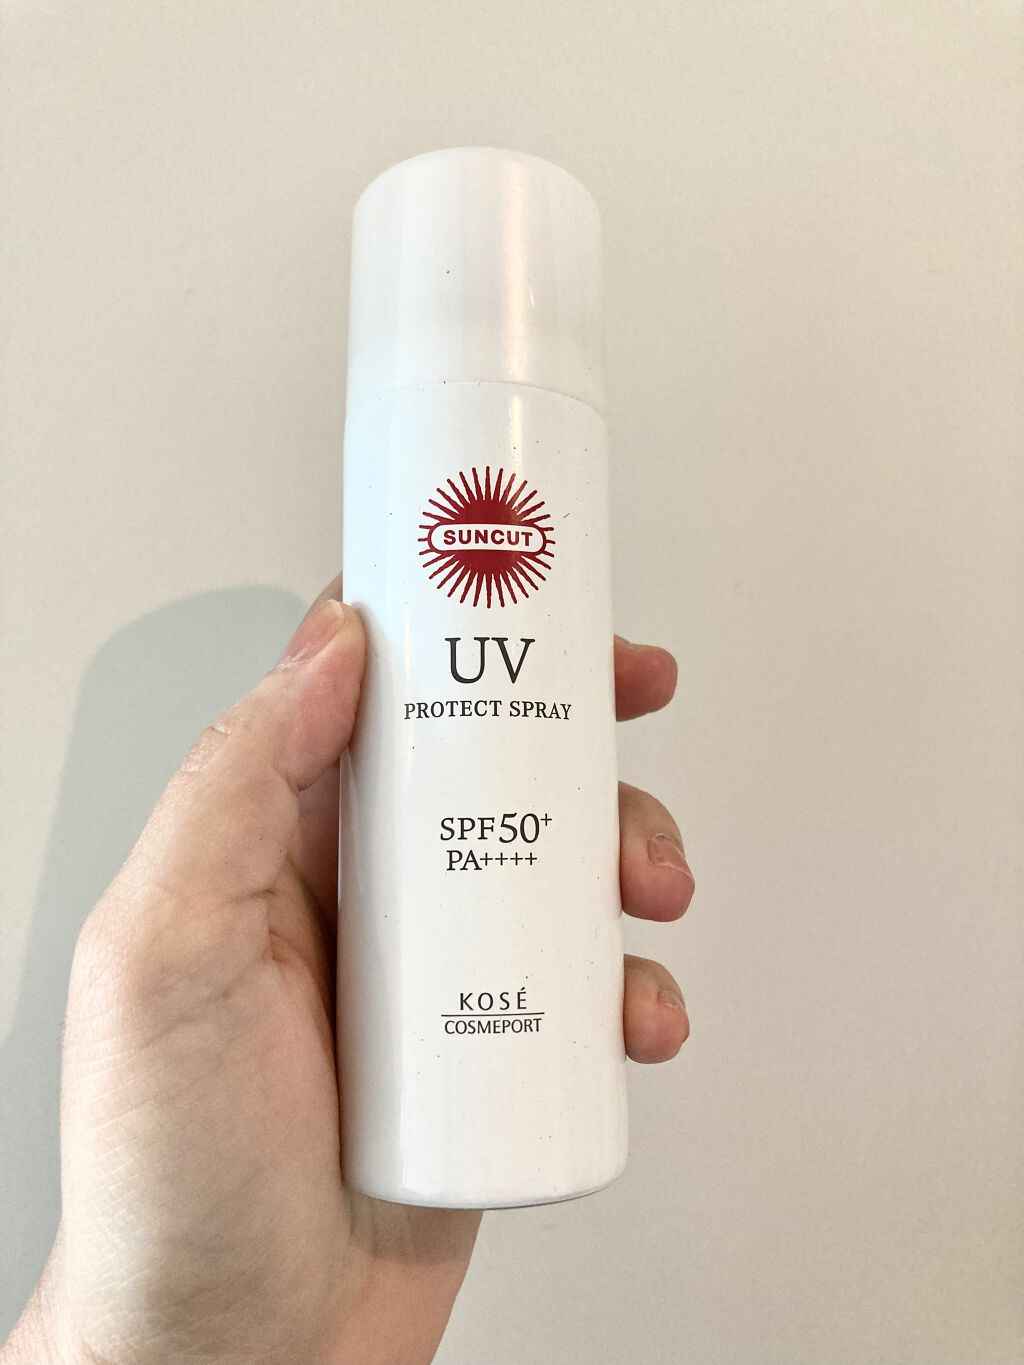 SUNCUT
UV
PROTECT SPRAY
SPF50+
PA++++
KOSÉ
COSMEPORT